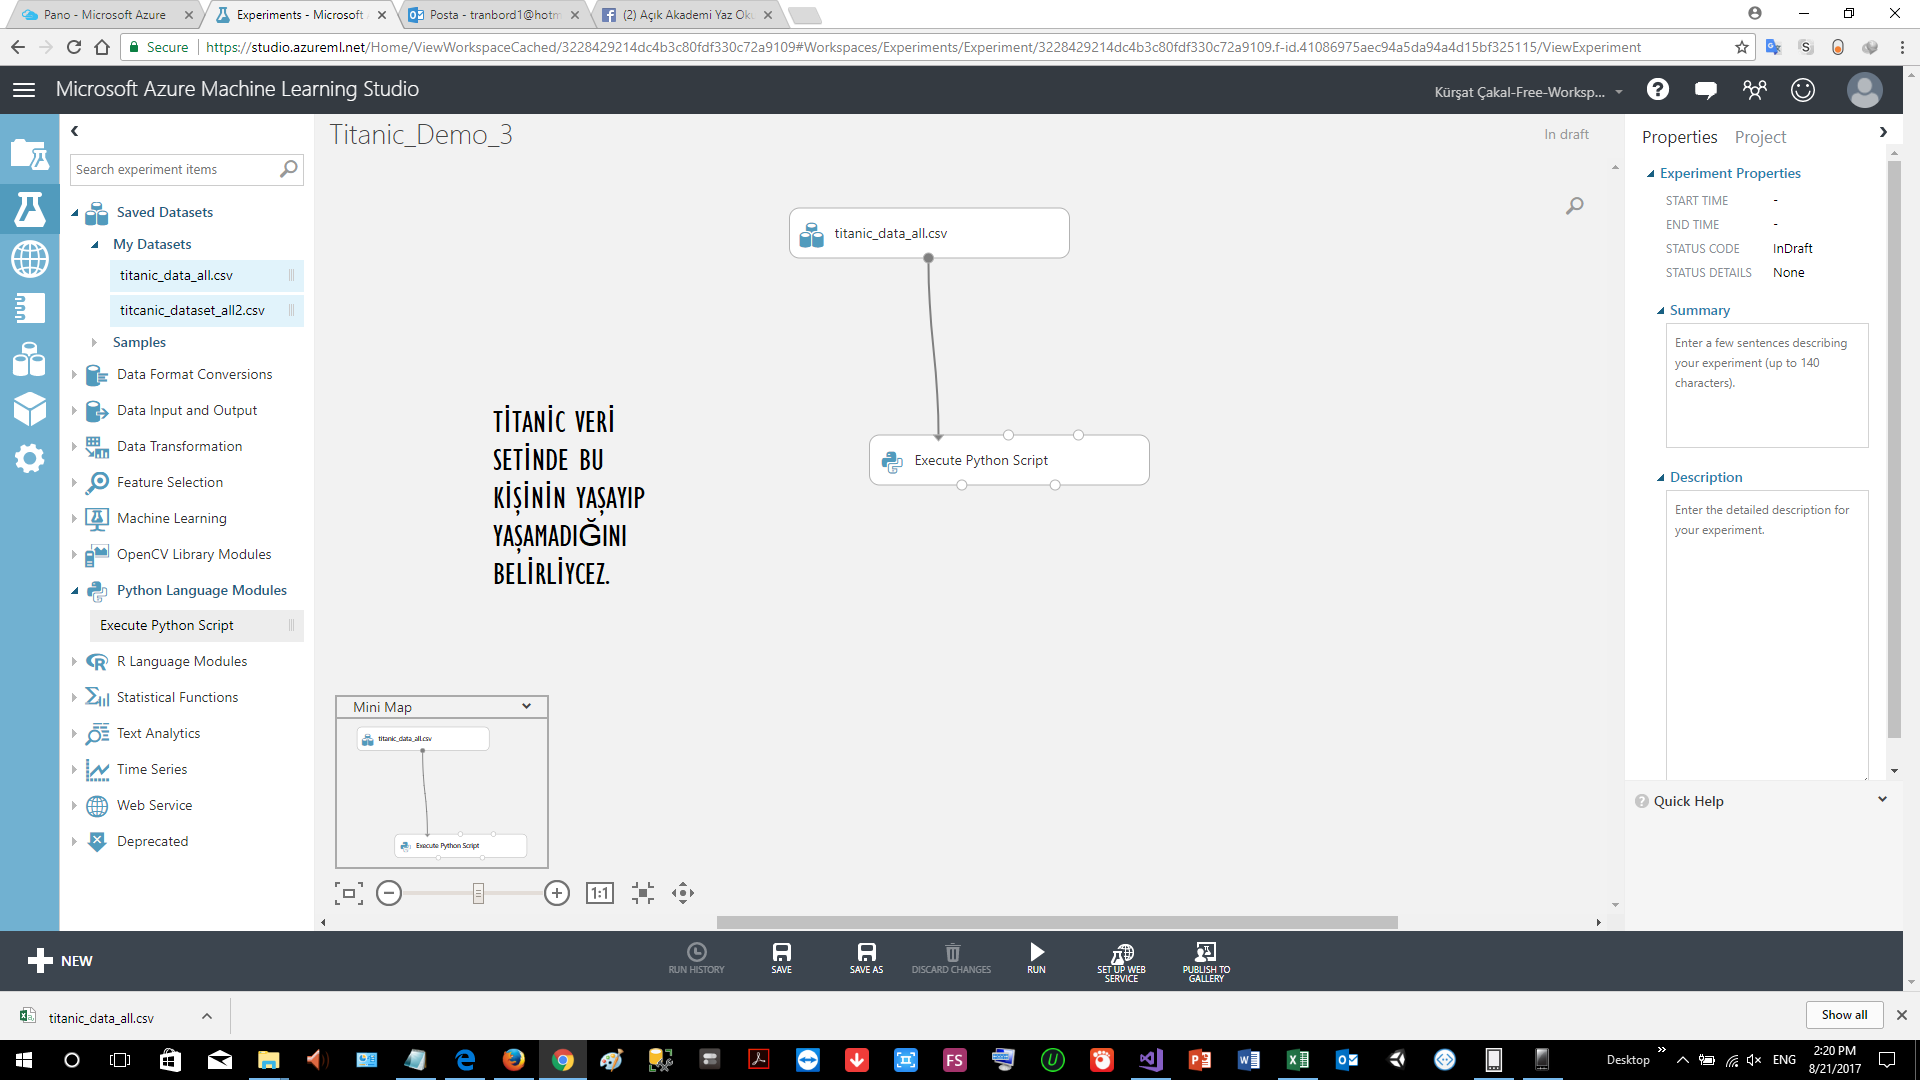 Pano - Microsoft Azure
Experiments - Microsoft
Posta - tranbord1@hotm
(2) Açık Akademi Yaz Oku
Secure
https://studio.azureml.net/Home/ViewWorkspaceCached/3228429214dc4b3c80fdf330c72a9109#Workspaces/Experiments/Experiment/3228429214dc4b3c80fdf330c72a9109.f-id.41086975aec94a5da94a4d15bf325115/ViewExperiment
Microsoft Azure Machine Learning Studio
Kürşat Çakal-Free-Worksp...
Search experiment items
Saved Datasets
My Datasets
titanic_data_all.csv
titcanic_dataset_all2.csv
Samples
Data Format Conversions
Data Input and Output
Data Transformation
Feature Selection
Machine Learning
OpenCV Library Modules
Python Language Modules
Execute Python Script
R Language Modules
Statistical Functions
Text Analytics
Time Series
Web Service
Deprecated
Titanic_Demo_3
In draft
titanic_data_all.csv
Execute Python Script
TİTANİC VERİ
SETİNDE BU
KİŞİNİN YAŞAYIP
YAŞAMADIĞINI
BELİRLİYCEZ.
Mini Map
titanic_data_all.csv
Execute Python Script
1:1
Properties Project
Experiment Properties
START TIME -
END TIME -
STATUS CODE InDraft
STATUS DETAILS None
Summary
Enter a few sentences describing
your experiment (up to 140
characters).
Description
Enter the detailed description for
your experiment.
Quick Help
NEW
RUN HISTORY
SAVE
SAVE AS
DISCARD CHANGES
RUN
SET UP WEB
SERVICE
PUBLISH TO
GALLERY
titanic_data_all.csv
Show all
Desktop
ENG
2:20 PM
8/21/2017